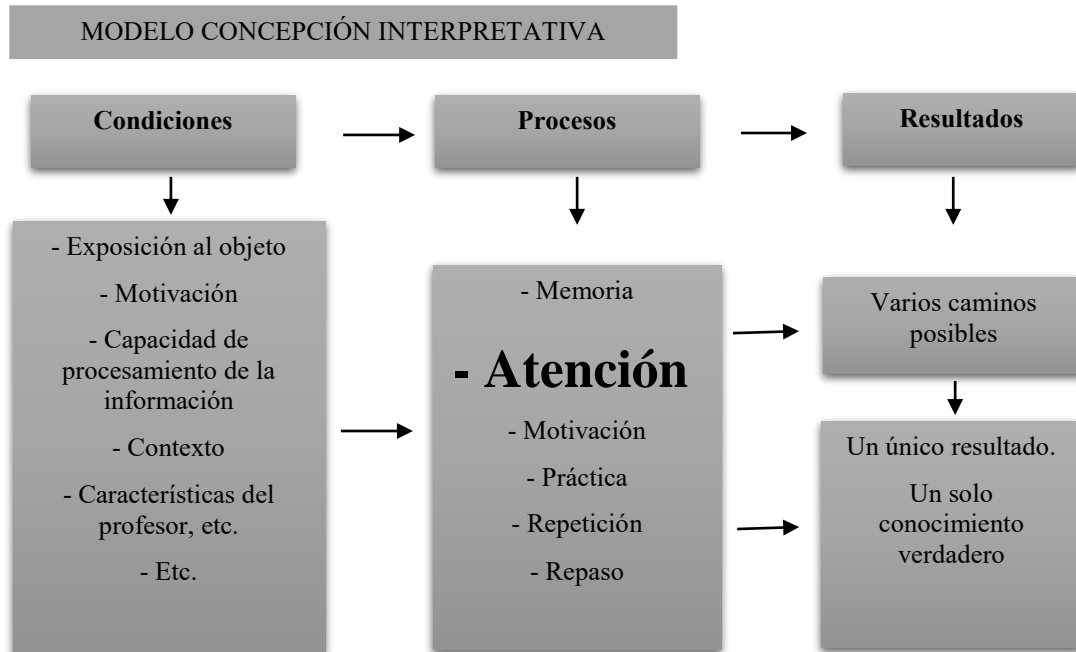 MODELO CONCEPCIÓN INTERPRETATIVA
Condiciones
Procesos
Resultados
- Exposición al objeto
- Motivación
- Capacidad de
procesamiento de la
información
- Contexto
- Características del
profesor, etc.
- Etc.
- Memoria
- Atención
- Motivación
- Práctica
- Repetición
- Repaso
Varios caminos
posibles
Un único resultado.
Un solo
conocimiento
verdadero